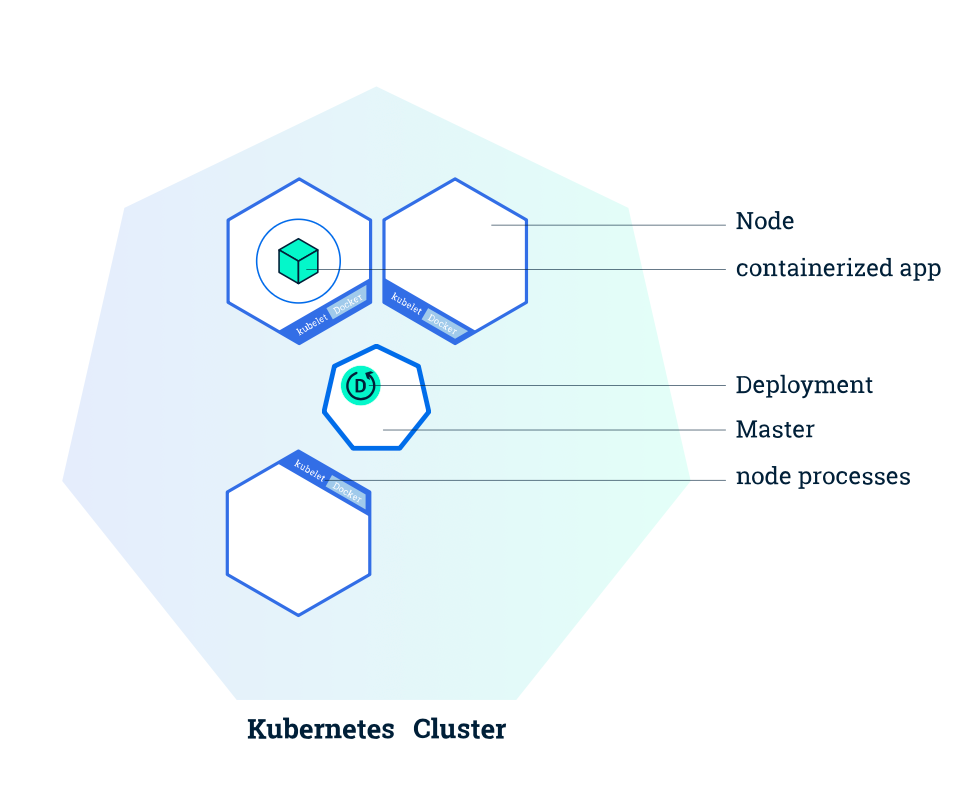 Node
containerized app
kubelet Docker
kubelet Docker
D
Deployment
Master
kubelet Docker
node processes
Kubernetes Cluster